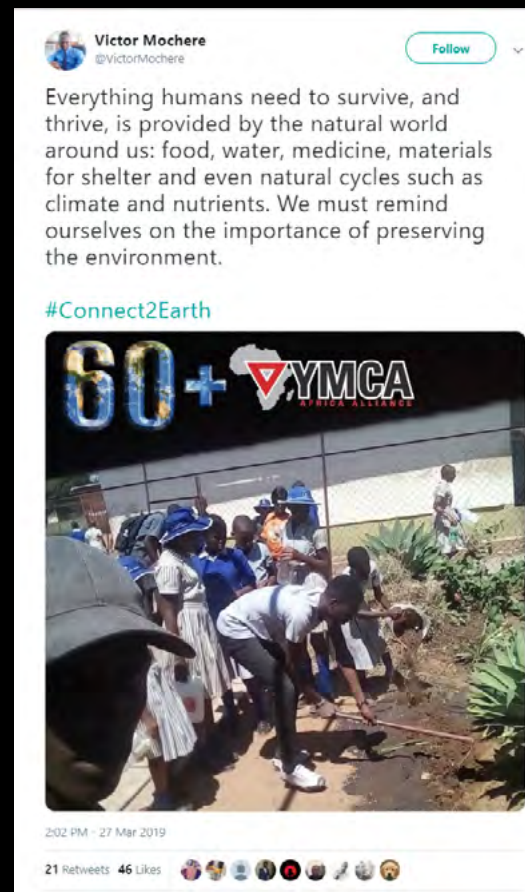 Victor Mochere
@VictorMochere
Follow
Everything humans need to survive, and
thrive, is provided by the natural world
around us: food, water, medicine, materials
for shelter and even natural cycles such as
climate and nutrients. We must remind
ourselves on the importance of preserving
the environment.
#Connect2Earth
60+ YMCA
AFRICA ALLIANCE
2:02 PM - 27 Mar 2019
21 Retweets 46 Likes